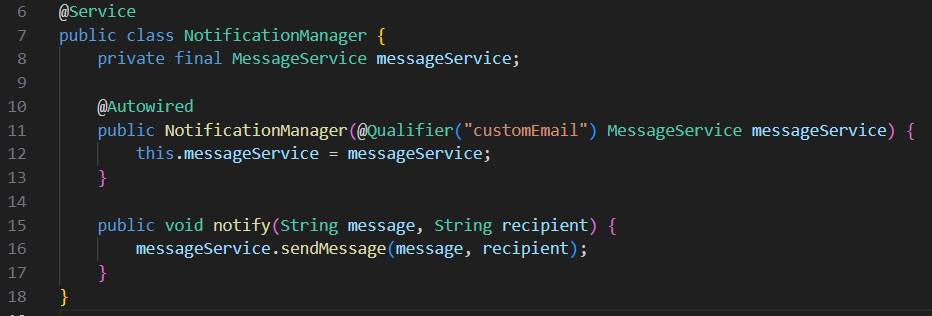 6 @Service
7 public class NotificationManager {
8 private final MessageService messageService;
9
10 @Autowired
11 public NotificationManager(@Qualifier("customEmail") MessageService messageService) {
12 this.messageService = messageService;
13 }
14
15 public void notify(String message, String recipient) {
16 messageService.sendMessage(message, recipient);
17 }
18 }